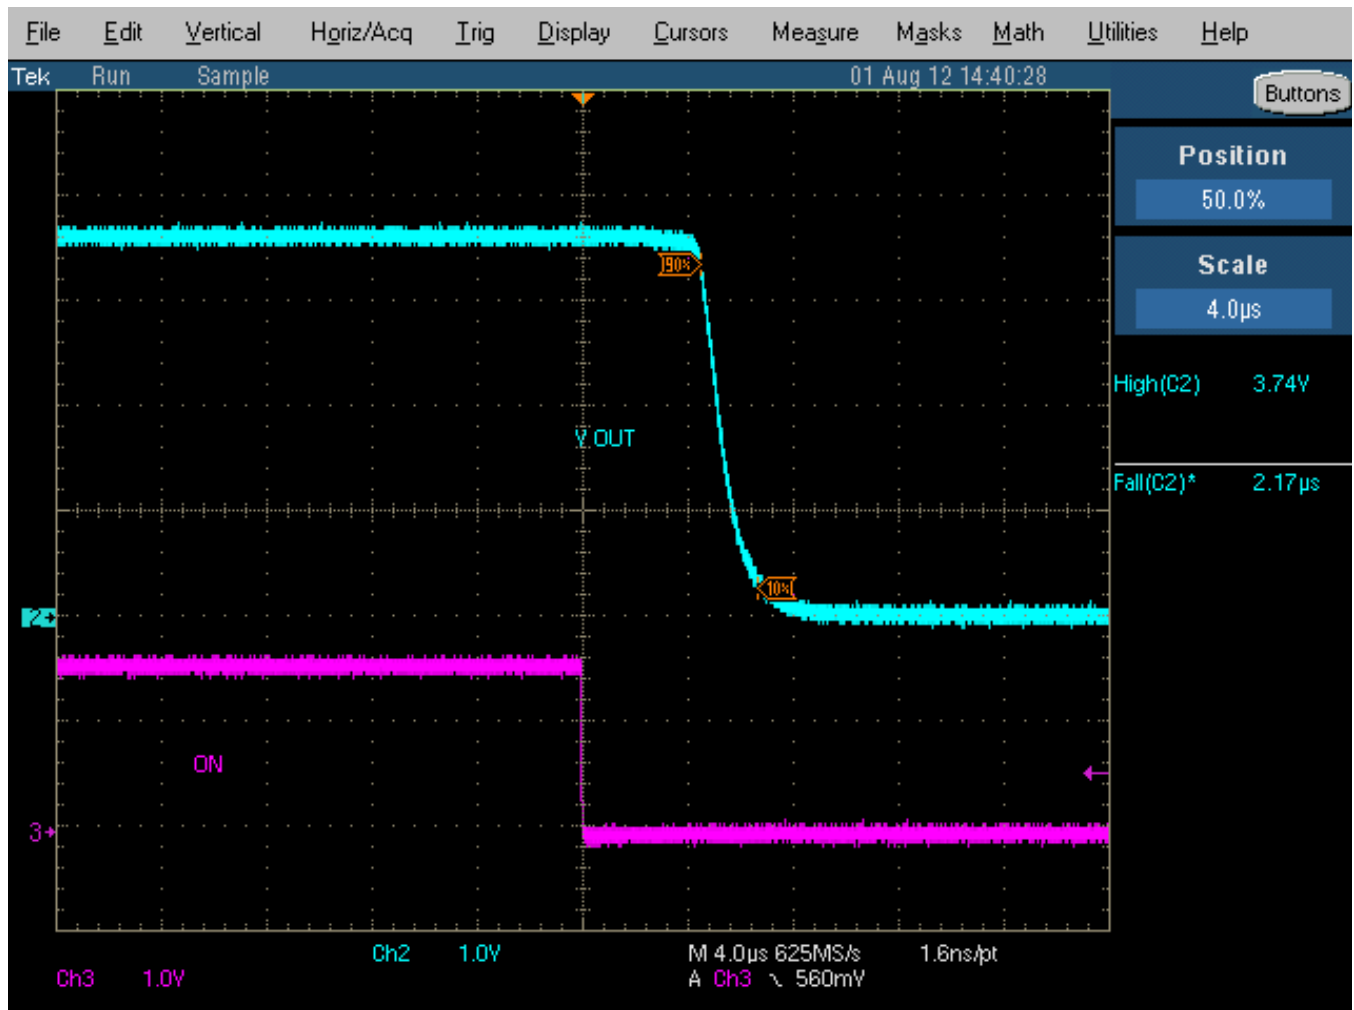 File Edit Vertical Horiz/Acq Trig Display Cursors Measure Masks Math Utilities Help
Tek Run Sample 01 Aug 12 14:40:28
Buttons
Position
50.0%
Scale
4.0µs
90%
High(C2) 3.74V
V OUT
Fall(C2)* 2.17µs
10%
2
ON
3
Ch2 1.0V M 4.0µs 625MS/s 1.6ns/pt
Ch3 1.0V A Ch3 \ 560mV